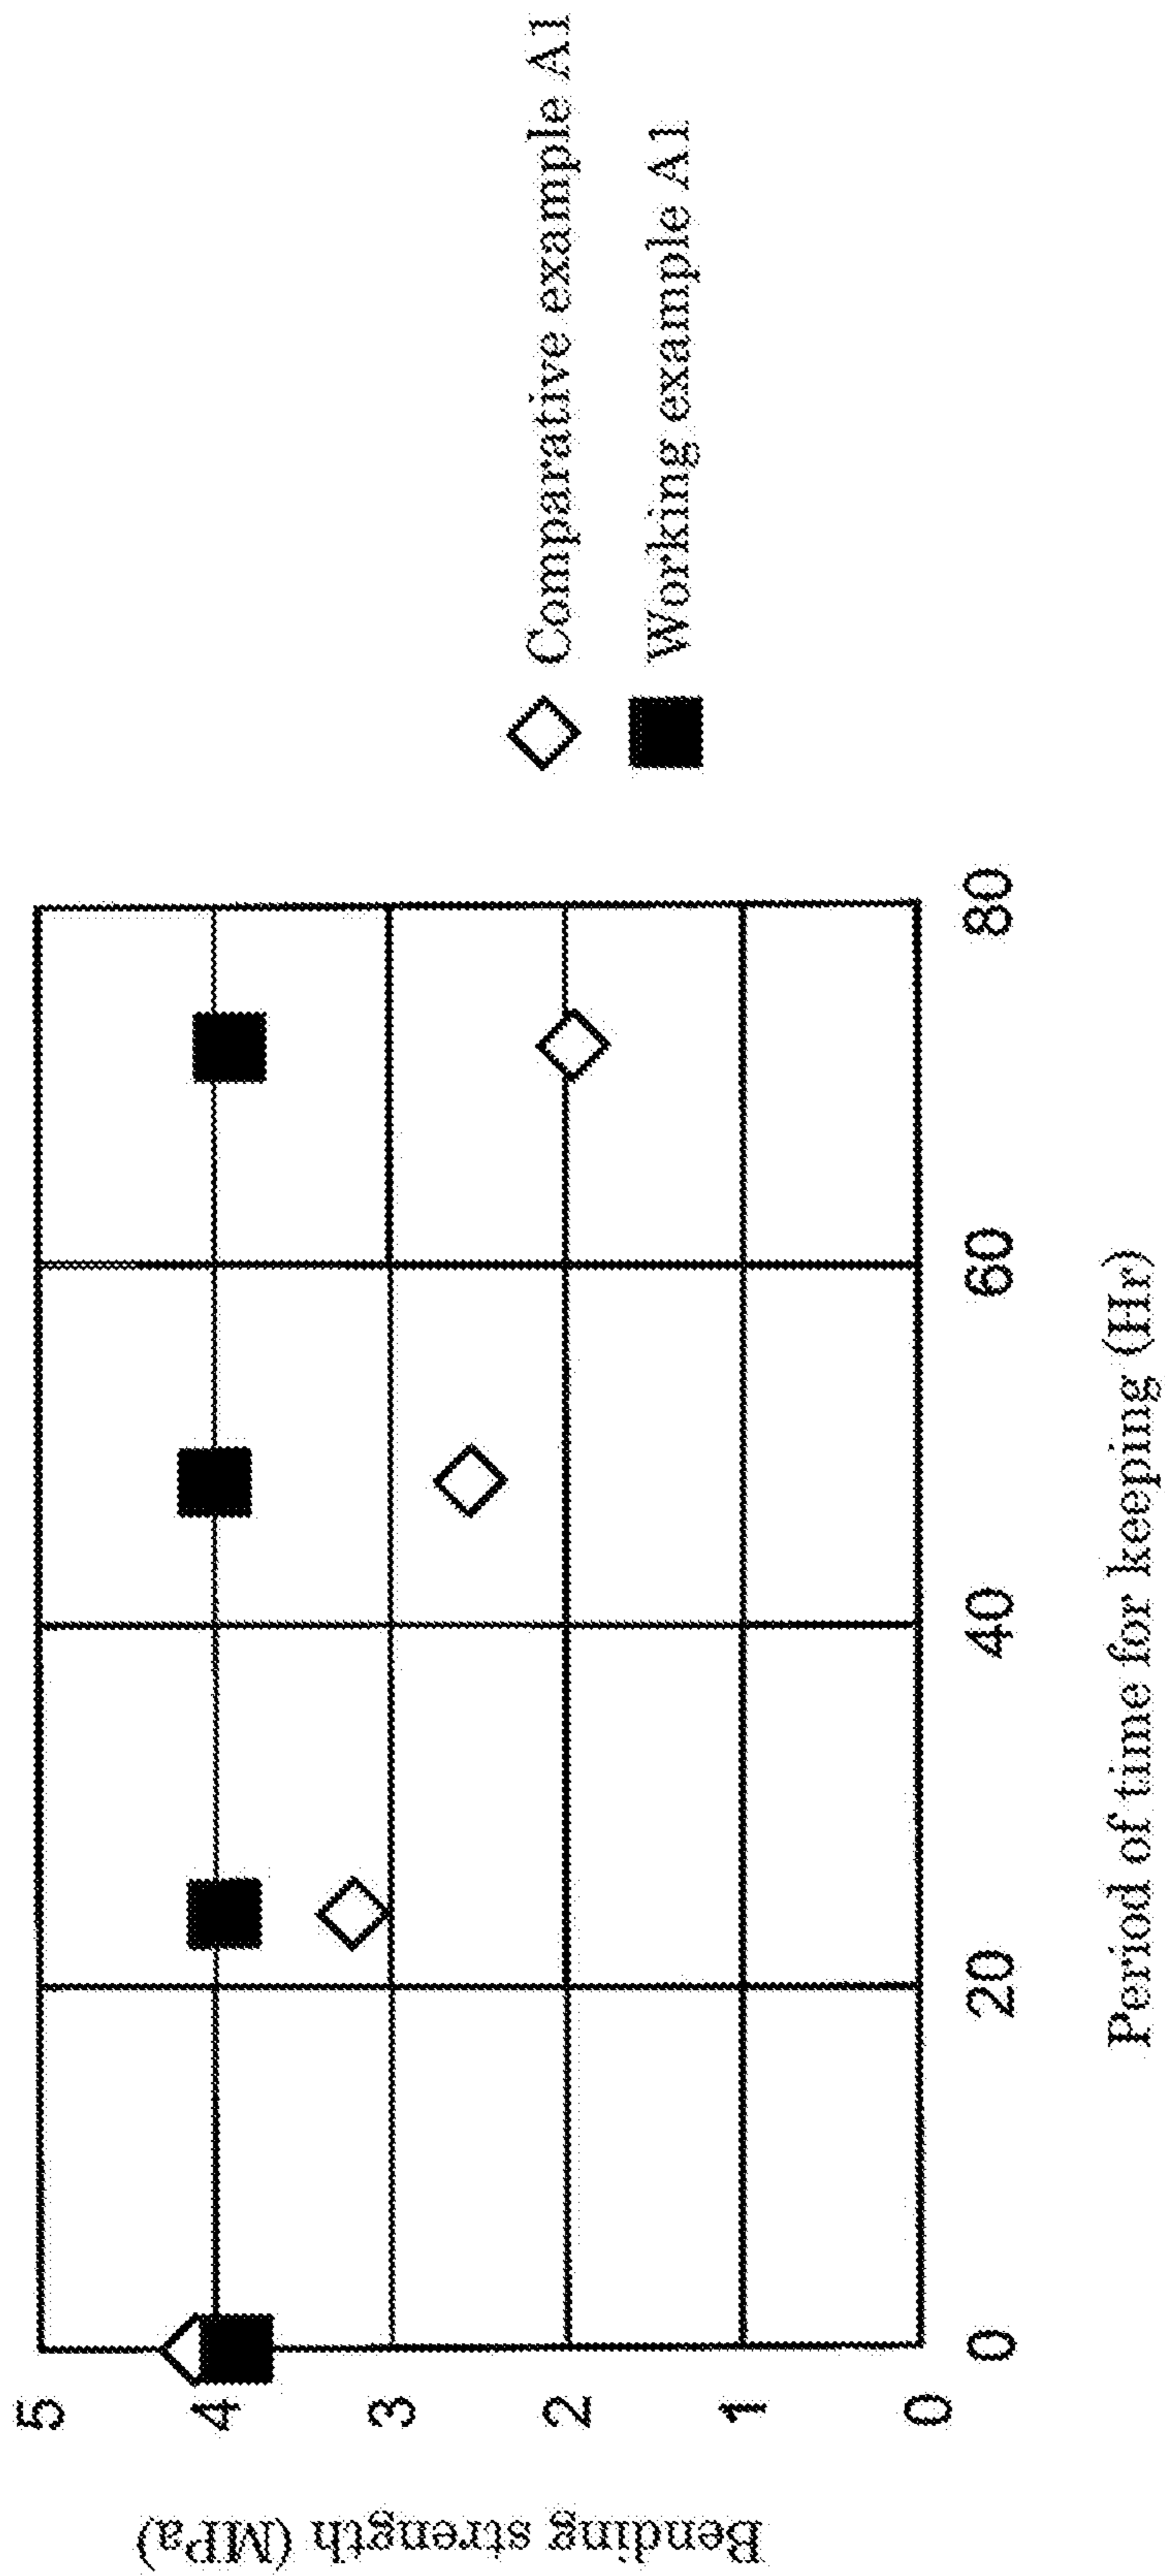 Bending strength (MPa)
5
4
3
2
1
0
0
20
40
60
80
Period of time for keeping (Hr)
Comparative example A1
Working example A1